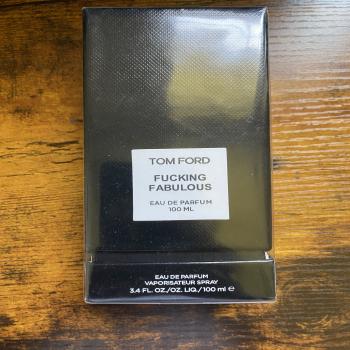 TOM FORD
FUCKING
FABULOUS
EAU DE PARFUM
100 ML
EAU DE PARFUM
VAPORISATEUR SPRAY
3.4 FL. OZ./OZ. LIQ./100 ml ℮